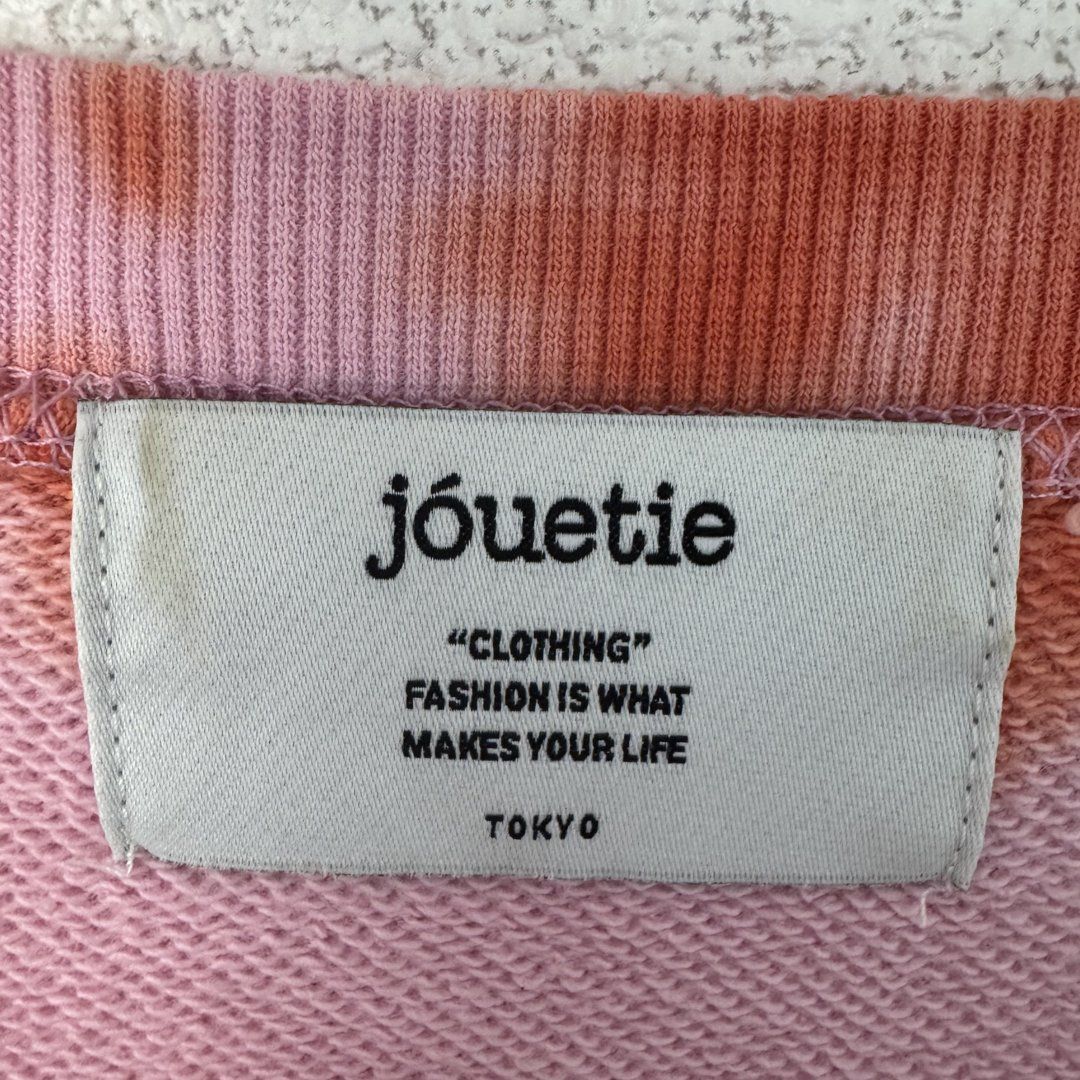 jóuetie
“CLOTHING”
FASHION IS WHAT
MAKES YOUR LIFE
TOKYO